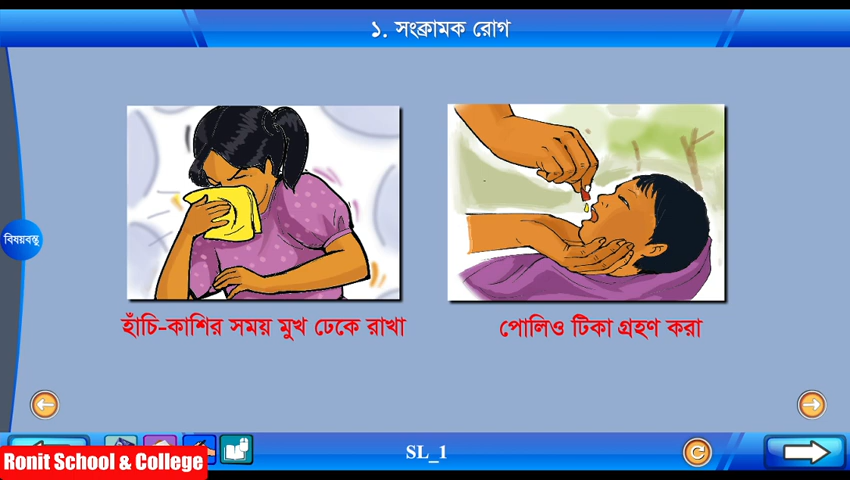 ১. সংক্রামক রোগ
বিষয়বস্তু
হাঁচি-কাশির সময় মুখ ঢেকে রাখা
পোলিও টিকা গ্রহণ করা
SL_1
Ronit School & College